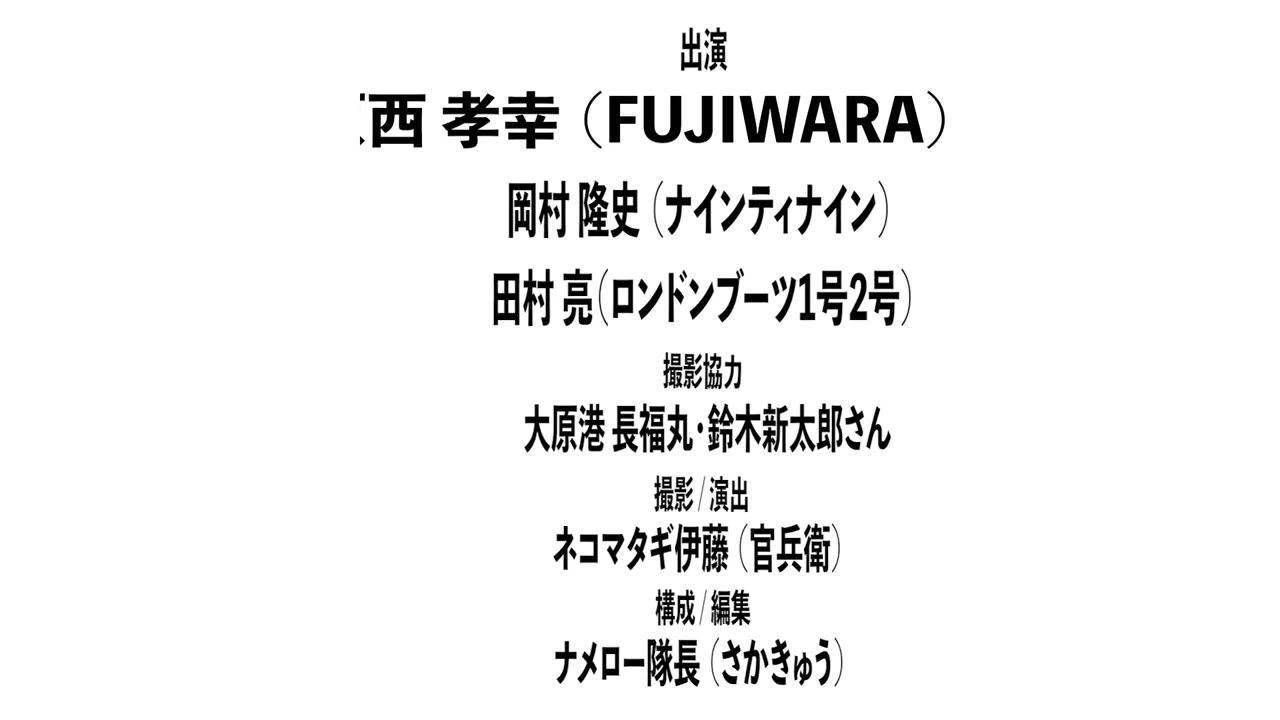 出演
西 孝幸（FUJIWARA）
岡村 隆史（ナインティナイン）
田村 亮（ロンドンブーツ1号2号）
撮影協力
大原港 長福丸・鈴木新太郎さん
撮影 / 演出
ネコマタギ伊藤（官兵衛）
構成 / 編集
ナメロー隊長（さかきゅう）